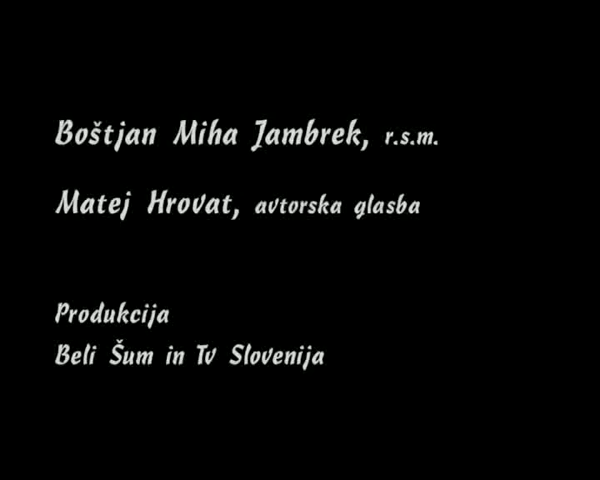 Boštjan Miha Jambrek, r.s.m.
Matej Hrovat, avtorska glasba
Produkcija
Beli Šum in Tv Slovenija